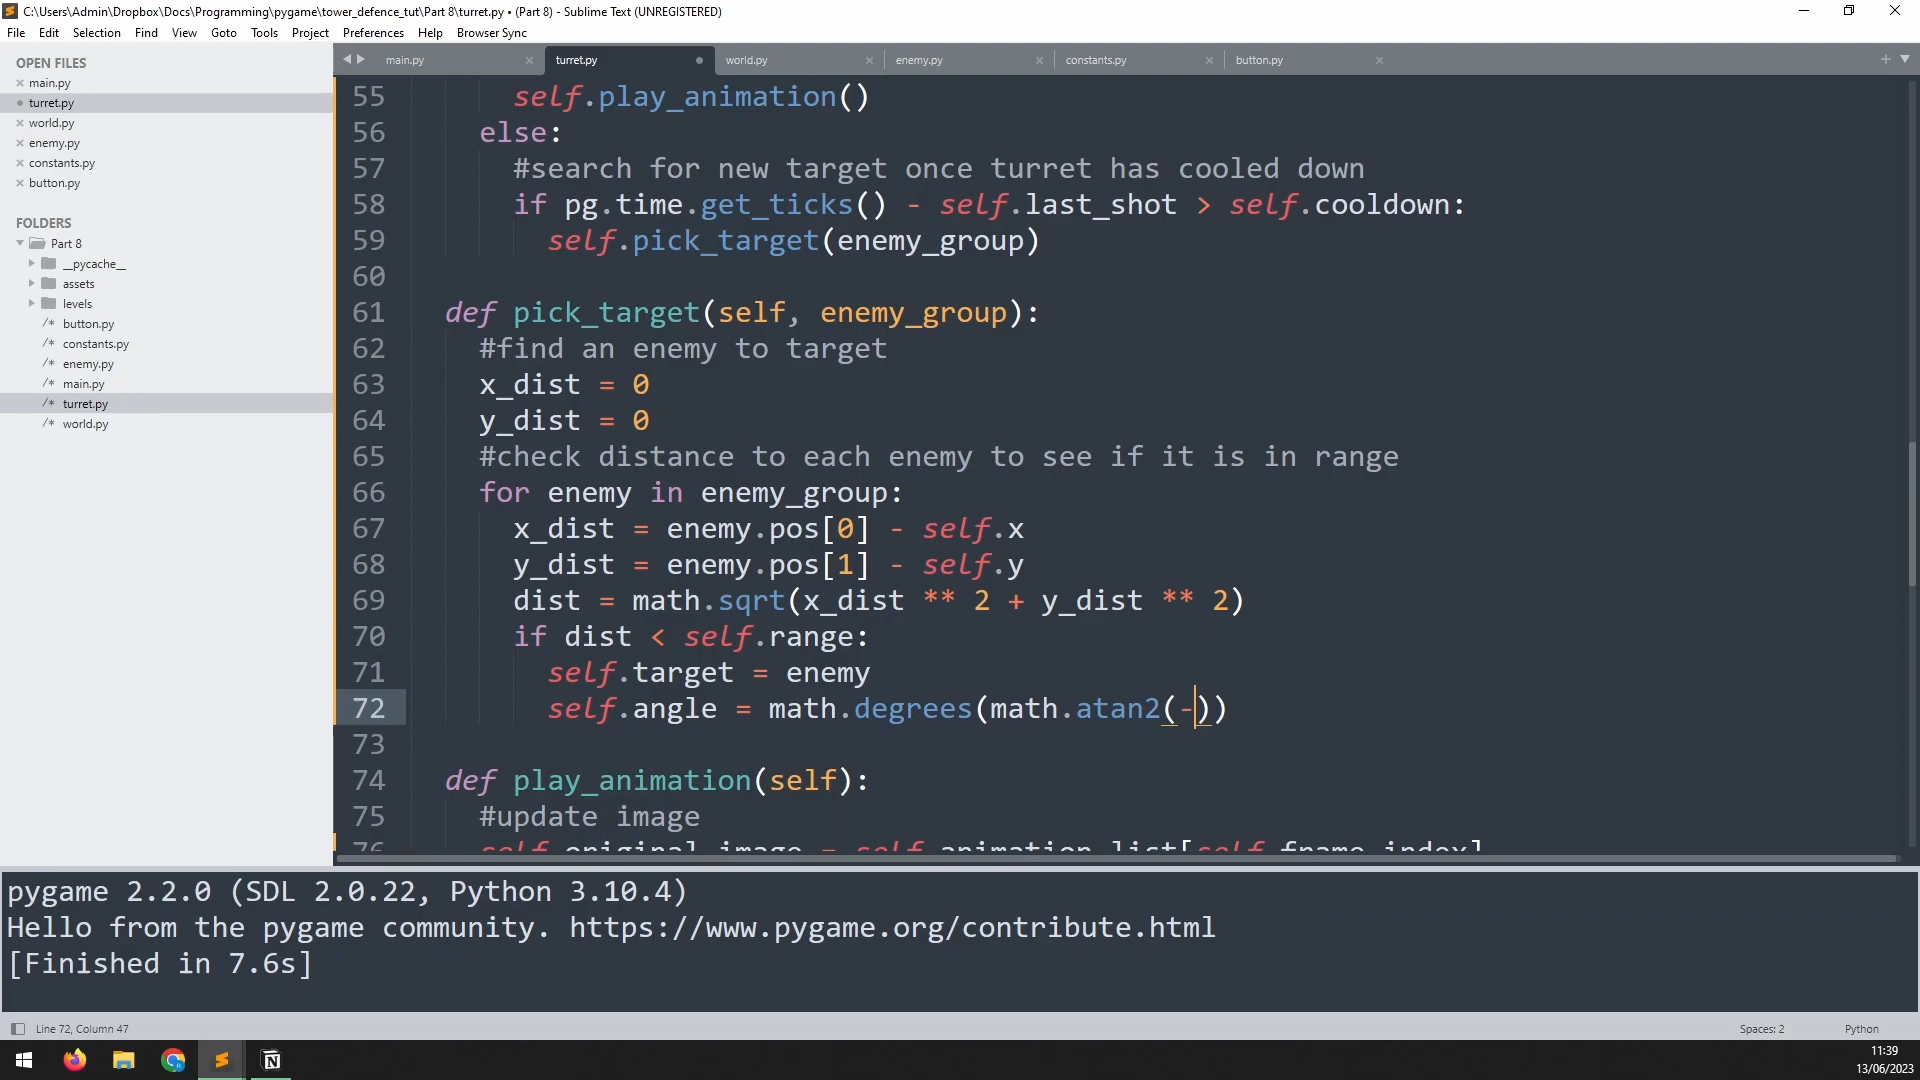 C:\Users\Admin\Dropbox\Docs\Programming\pygame\tower_defence_tut\Part 8\turret.py • (Part 8) - Sublime Text (UNREGISTERED)
File Edit Selection Find View Goto Tools Project Preferences Help Browser Sync
OPEN FILES
main.py
turret.py
world.py
enemy.py
constants.py
button.py
FOLDERS
Part 8
__pycache__
assets
levels
button.py
constants.py
enemy.py
main.py
turret.py
world.py
main.py turret.py world.py enemy.py constants.py button.py
55 self.play_animation()
56 else:
57 #search for new target once turret has cooled down
58 if pg.time.get_ticks() - self.last_shot > self.cooldown:
59 self.pick_target(enemy_group)
60
61 def pick_target(self, enemy_group):
62 #find an enemy to target
63 x_dist = 0
64 y_dist = 0
65 #check distance to each enemy to see if it is in range
66 for enemy in enemy_group:
67 x_dist = enemy.pos[0] - self.x
68 y_dist = enemy.pos[1] - self.y
69 dist = math.sqrt(x_dist ** 2 + y_dist ** 2)
70 if dist < self.range:
71 self.target = enemy
72 self.angle = math.degrees(math.atan2(-))
73
74 def play_animation(self):
75 #update image
76 self.original_image = self.animation_list[self.frame_index]
pygame 2.2.0 (SDL 2.0.22, Python 3.10.4)
Hello from the pygame community. https://www.pygame.org/contribute.html
[Finished in 7.6s]
Line 72, Column 47
Spaces: 2
Python
11:39
13/06/2023